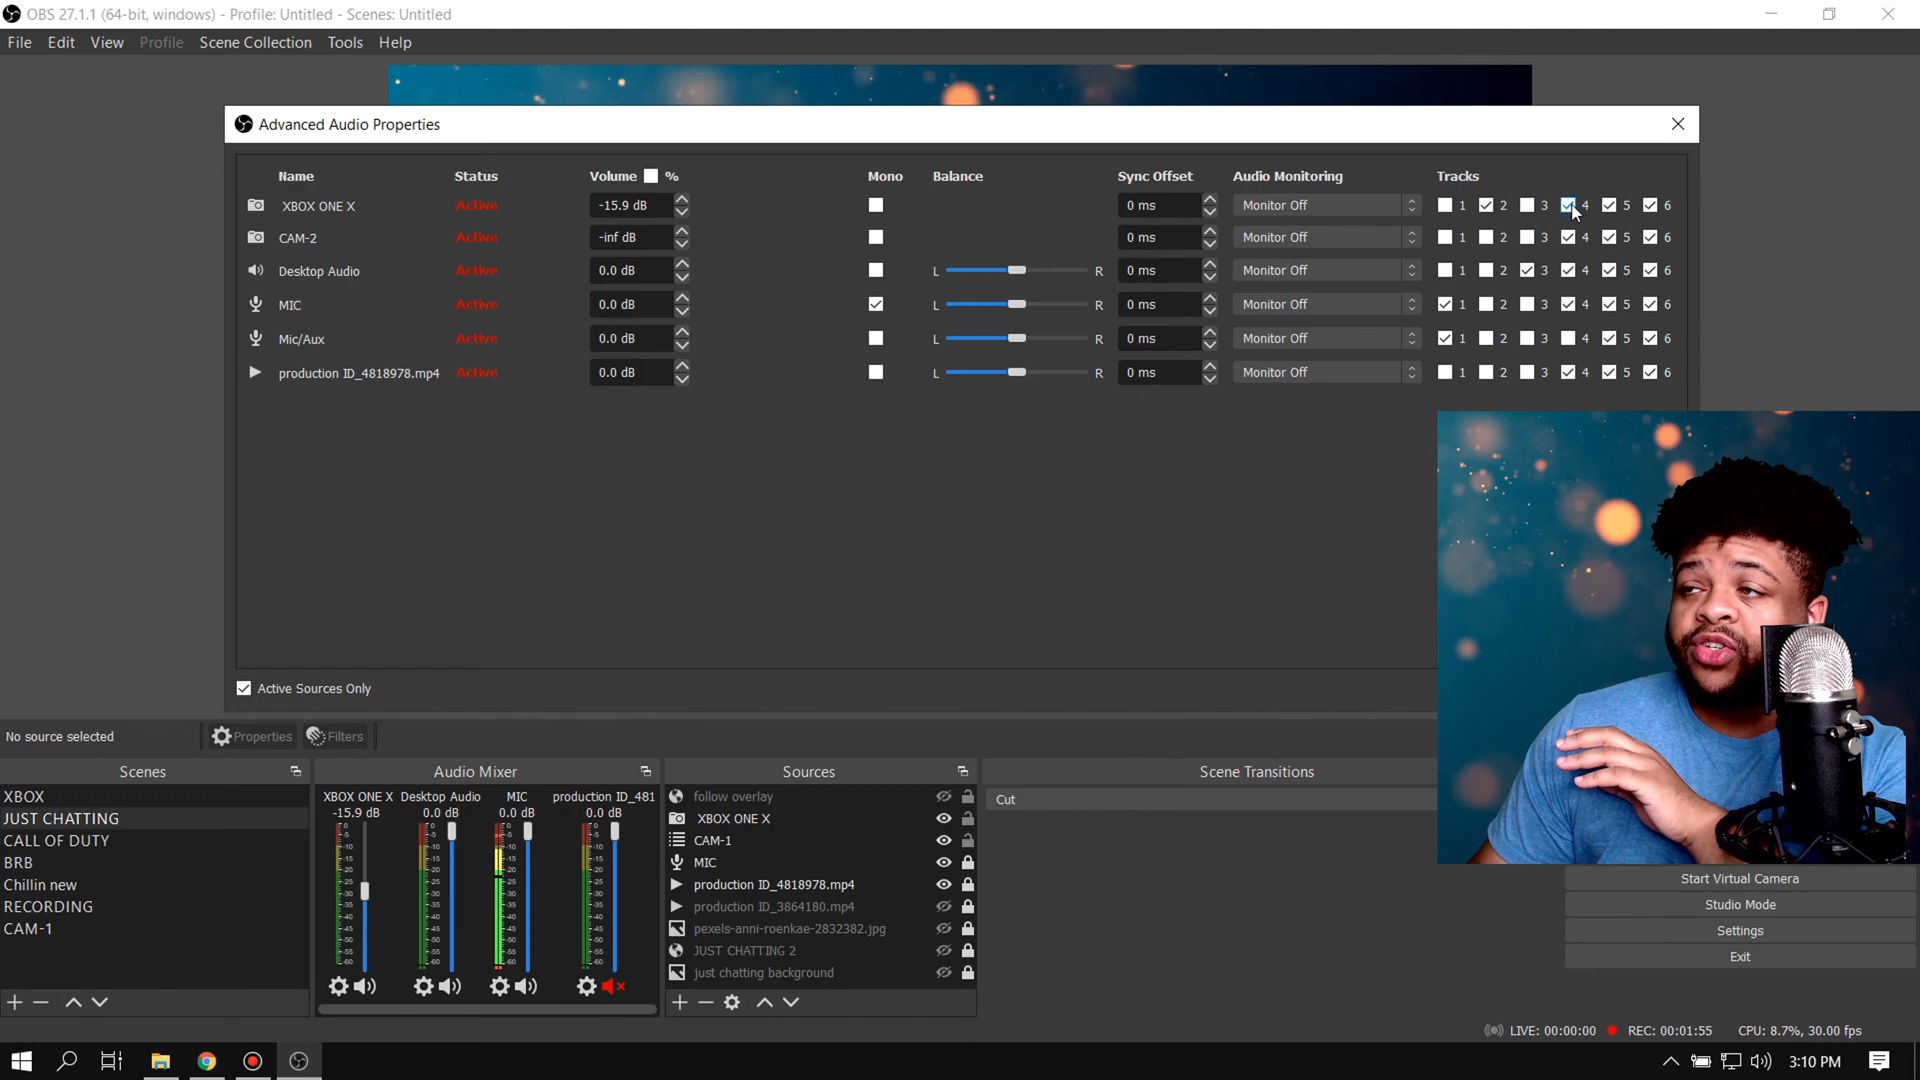 OBS 27.1.1 (64-bit, windows) - Profile: Untitled - Scenes: Untitled
File Edit View Profile Scene Collection Tools Help
Advanced Audio Properties
Name Status Volume % Mono Balance Sync Offset Audio Monitoring Tracks
XBOX ONE X Active -15.9 dB 0 ms Monitor Off 1 2 3 4 5 6
CAM-2 Active -inf dB 0 ms Monitor Off 1 2 3 4 5 6
Desktop Audio Active 0.0 dB L R 0 ms Monitor Off 1 2 3 4 5 6
MIC Active 0.0 dB L R 0 ms Monitor Off 1 2 3 4 5 6
Mic/Aux Active 0.0 dB L R 0 ms Monitor Off 1 2 3 4 5 6
production ID_4818978.mp4 Active 0.0 dB L R 0 ms Monitor Off 1 2 3 4 5 6
Active Sources Only
No source selected Properties Filters
Scenes
XBOX
JUST CHATTING
CALL OF DUTY
BRB
Chillin new
RECORDING
CAM-1
Audio Mixer
XBOX ONE X Desktop Audio MIC production ID_481
-15.9 dB 0.0 dB 0.0 dB 0.0 dB
Sources
follow overlay
XBOX ONE X
CAM-1
MIC
production ID_4818978.mp4
production ID_3864180.mp4
pexels-anni-roenkae-2832382.jpg
JUST CHATTING 2
just chatting background
Scene Transitions
Cut
Start Virtual Camera
Studio Mode
Settings
Exit
LIVE: 00:00:00 REC: 00:01:55 CPU: 8.7%, 30.00 fps
3:10 PM